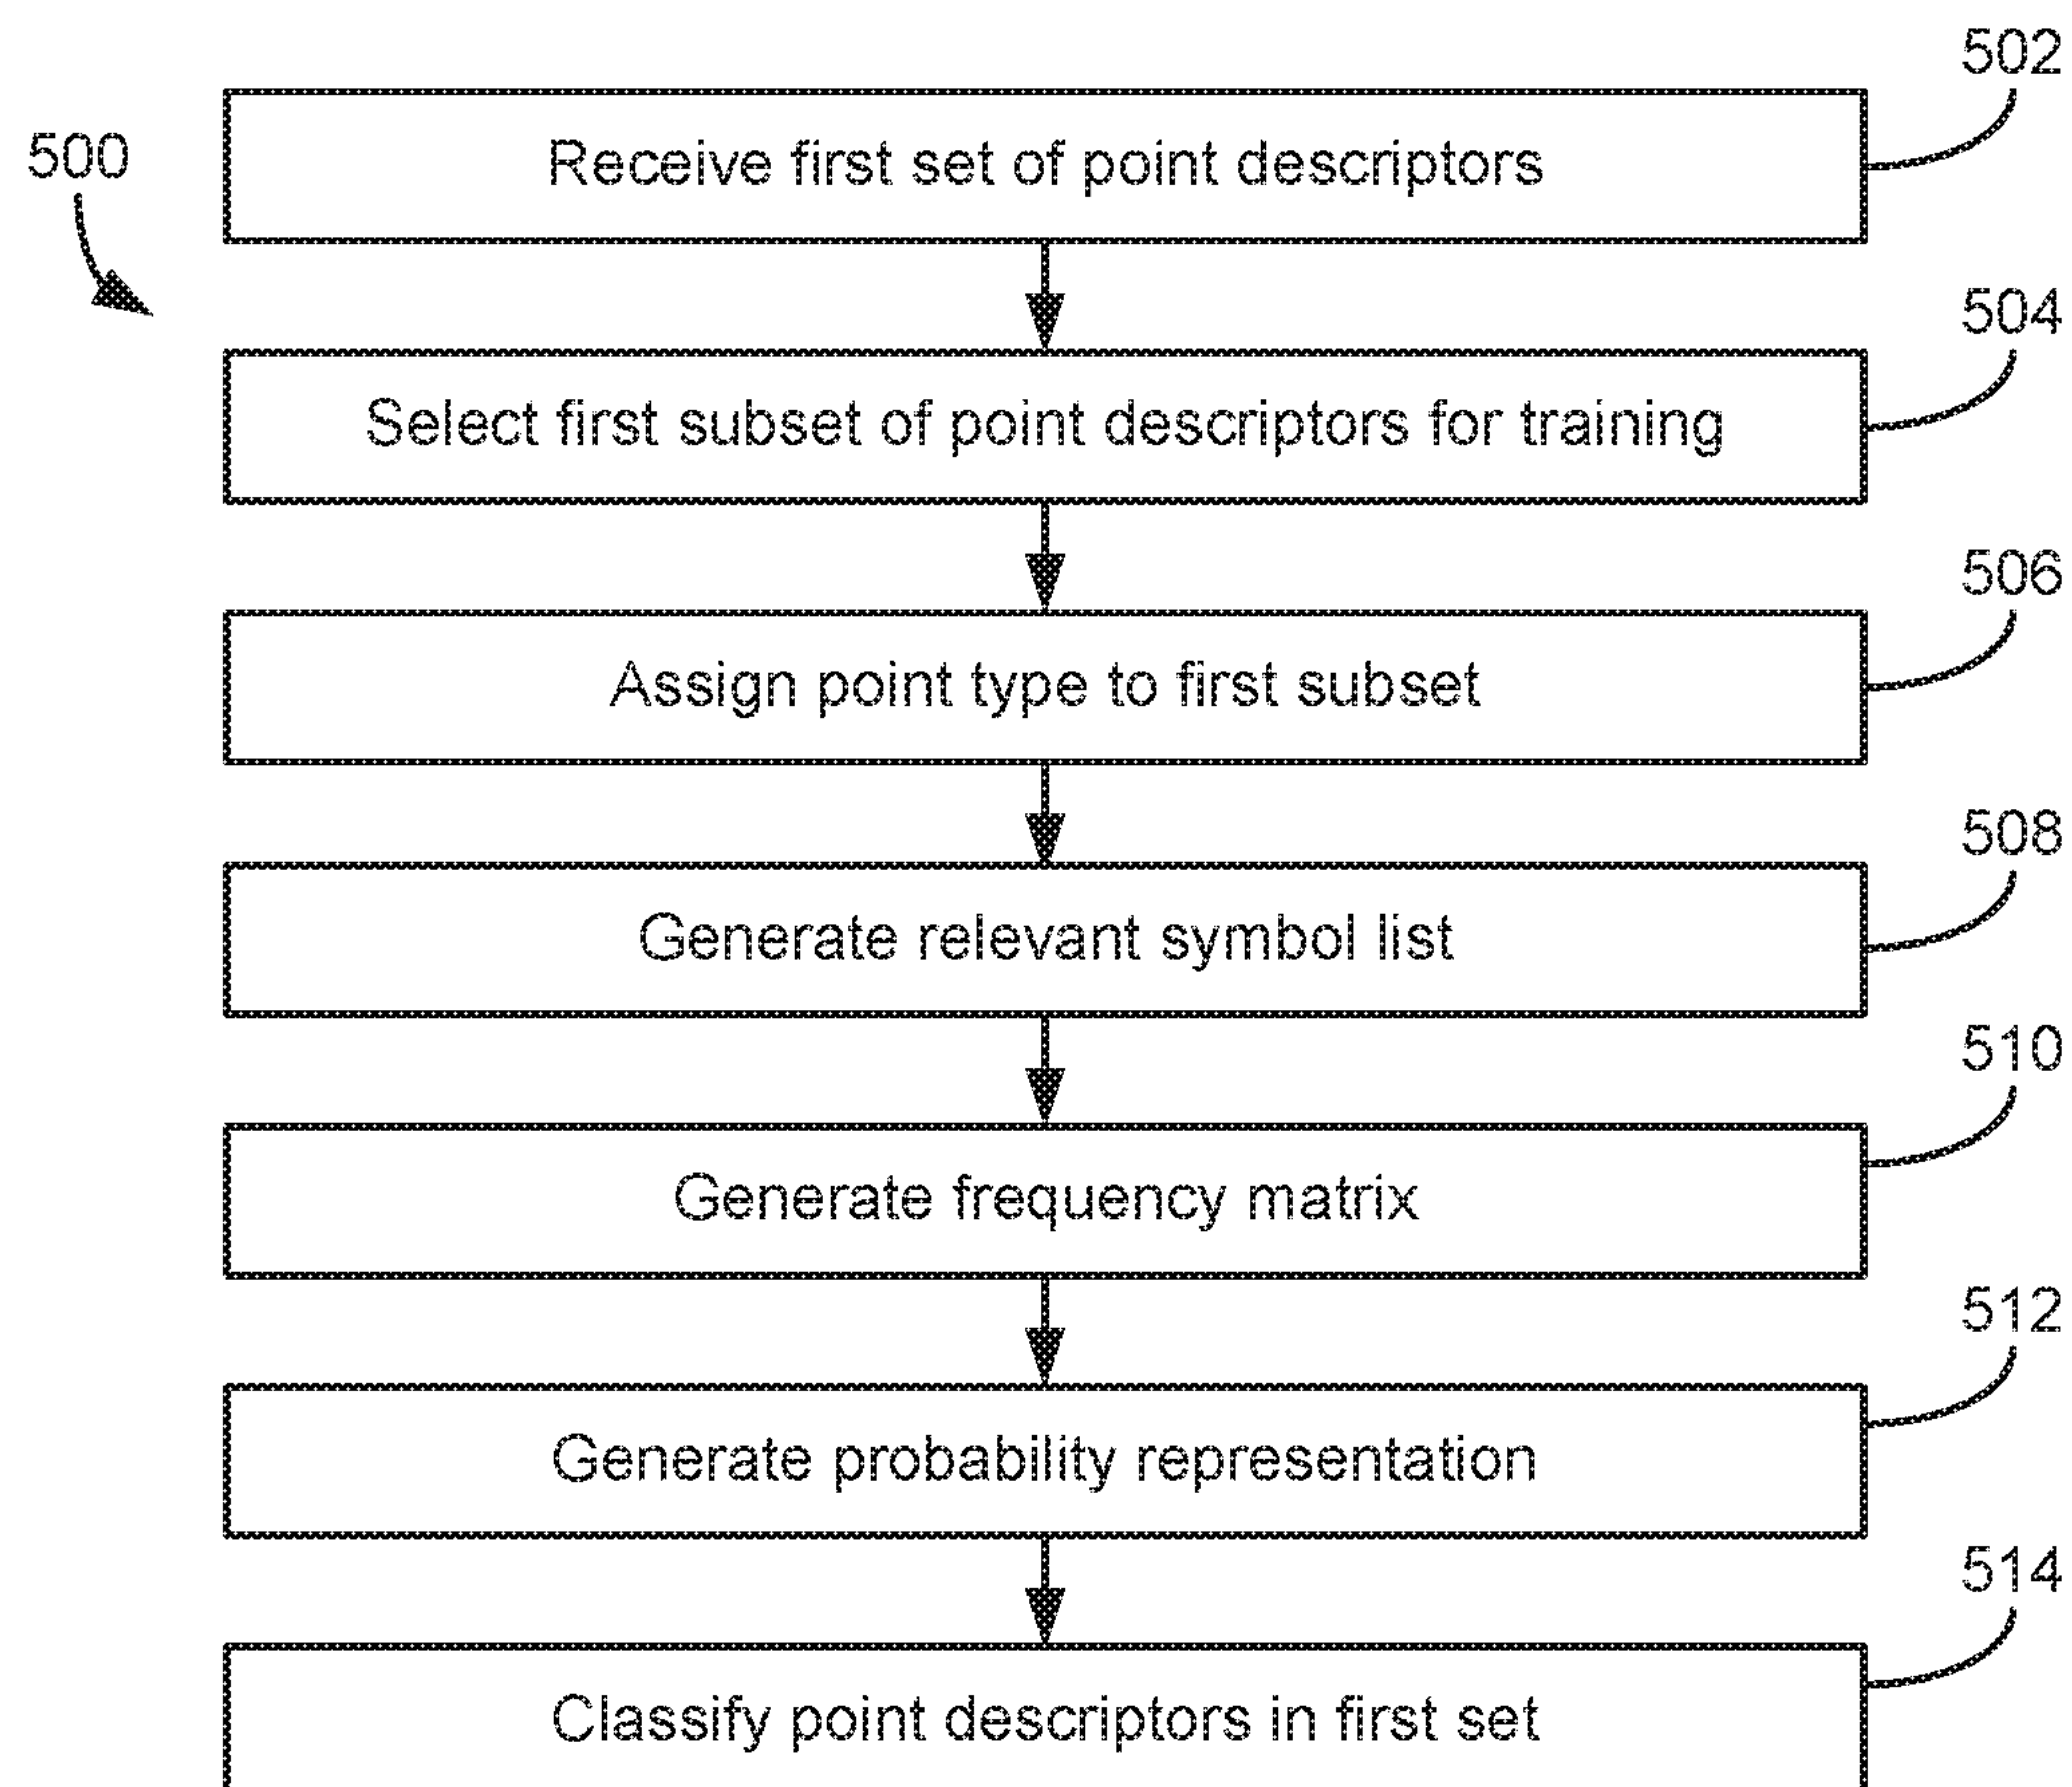 502
Receive first set of point descriptors
500
504
Select first subset of point descriptors for training
506
Assign point type to first subset
508
Generate relevant symbol list
510
Generate frequency matrix
512
Generate probability representation
514
Classify point descriptors in first set